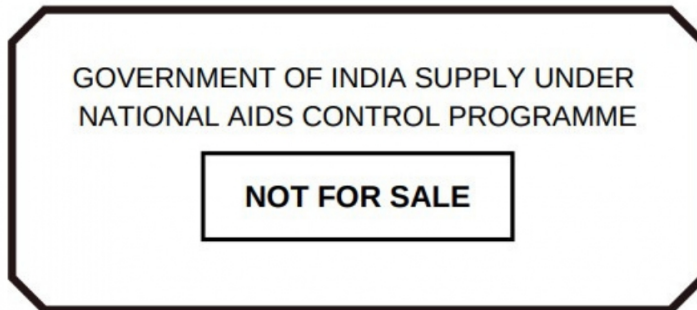 GOVERNMENT OF INDIA SUPPLY UNDER
NATIONAL AIDS CONTROL PROGRAMME
NOT FOR SALE